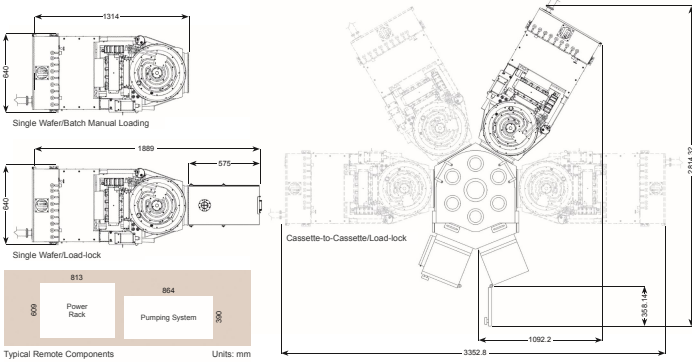 1314
640
Single Wafer/Batch Manual Loading
1889
575
640
Single Wafer/Load-lock
813
864
609
Power
Rack
Pumping System
390
Typical Remote Components
Units: mm
2814.32
Cassette-to-Cassette/Load-lock
358.14
1092.2
3352.8